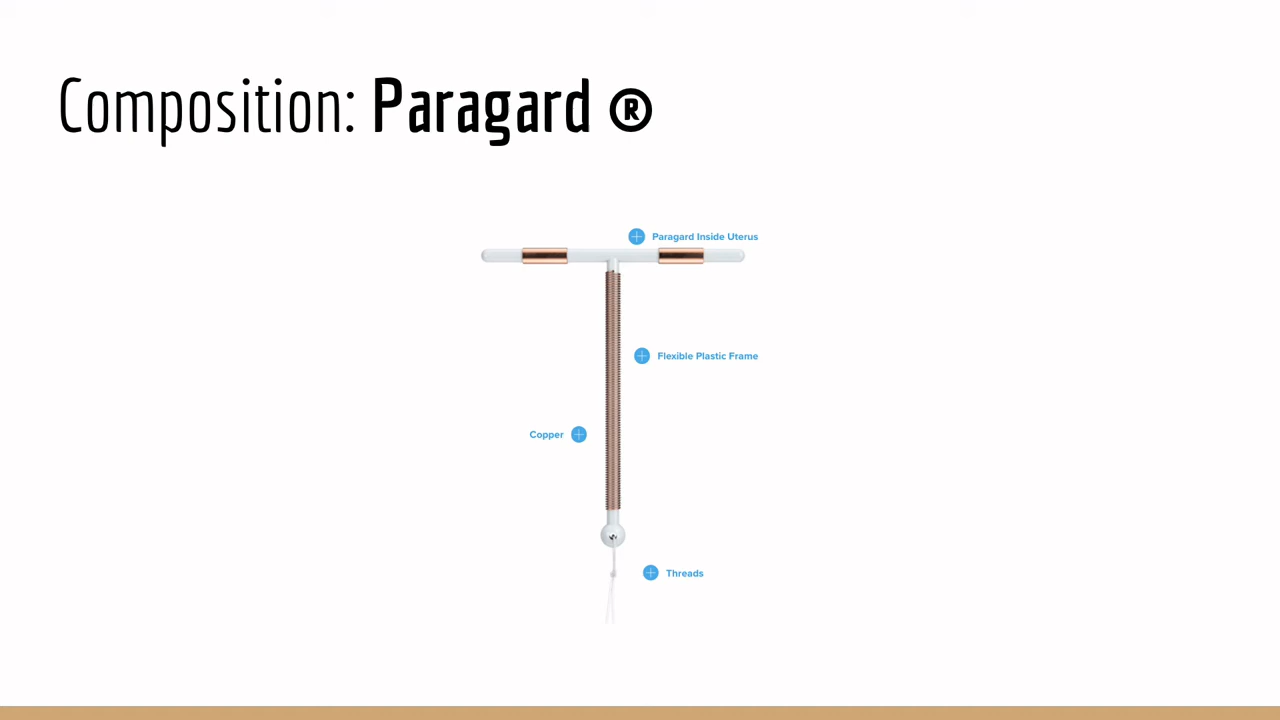 Composition: Paragard ®
Paragard Inside Uterus
Flexible Plastic Frame
Copper
Threads